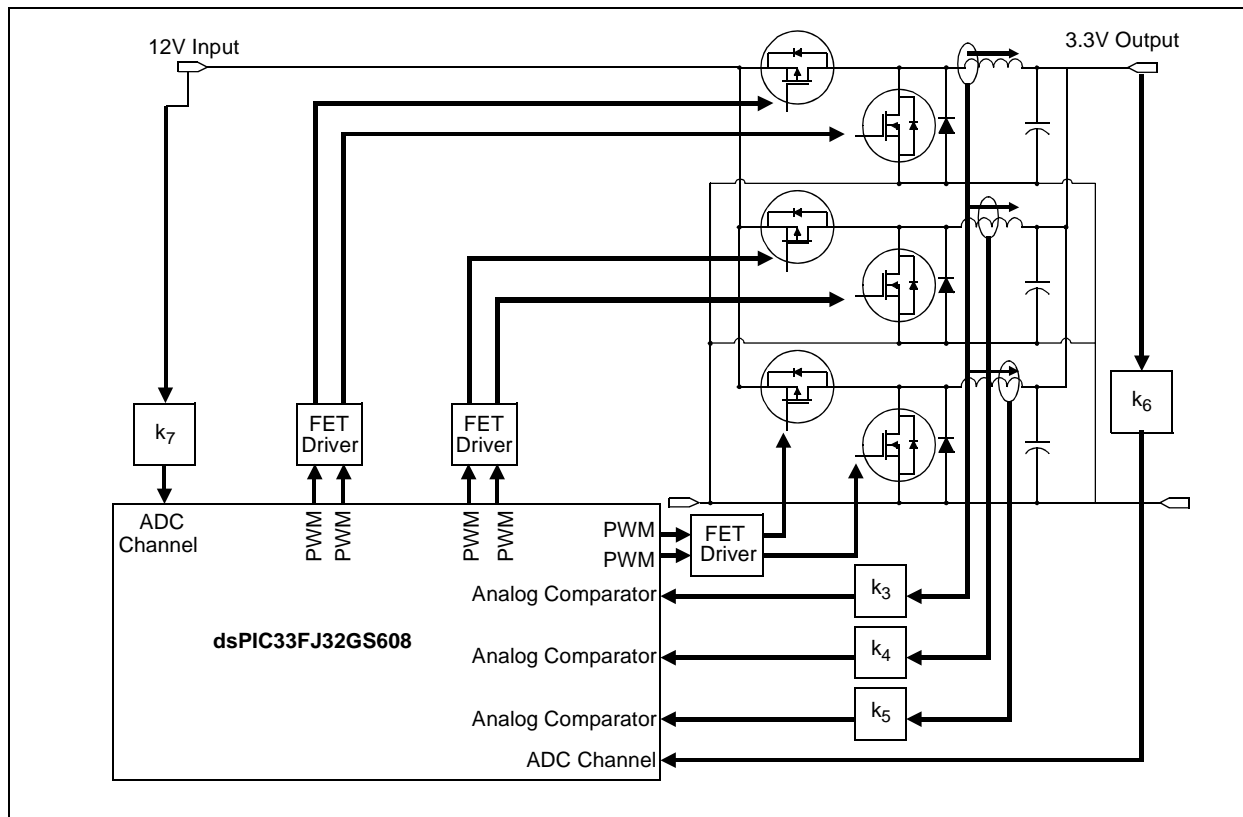 12V Input
3.3V Output
k7
FET
Driver
FET
Driver
k6
ADC
Channel
PWM
PWM
PWM
PWM
PWM
PWM
FET
Driver
Analog Comparator
k3
dsPIC33FJ32GS608
Analog Comparator
k4
Analog Comparator
k5
ADC Channel